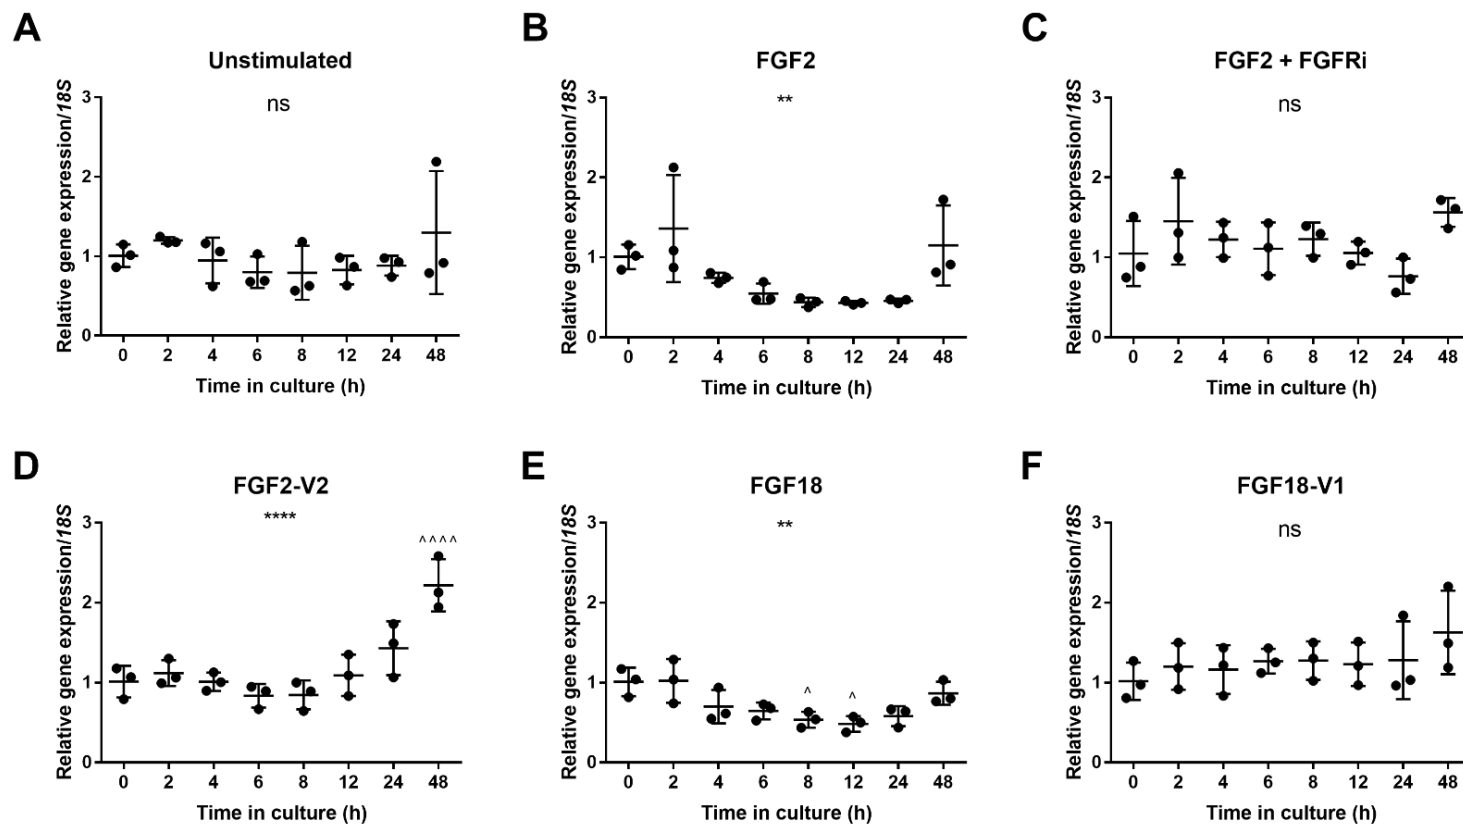 A
Unstimulated
ns
Relative gene expression/18S
3
2
1
0
0 2 4 6 8 12 24 48
Time in culture (h)
B
FGF2
**
Relative gene expression/18S
3
2
1
0
0 2 4 6 8 12 24 48
Time in culture (h)
C
FGF2 + FGFRi
ns
Relative gene expression/18S
3
2
1
0
0 2 4 6 8 12 24 48
Time in culture (h)
D
FGF2-V2
****
^^^^
Relative gene expression/18S
3
2
1
0
0 2 4 6 8 12 24 48
Time in culture (h)
E
FGF18
**
^ ^
Relative gene expression/18S
3
2
1
0
0 2 4 6 8 12 24 48
Time in culture (h)
F
FGF18-V1
ns
Relative gene expression/18S
3
2
1
0
0 2 4 6 8 12 24 48
Time in culture (h)